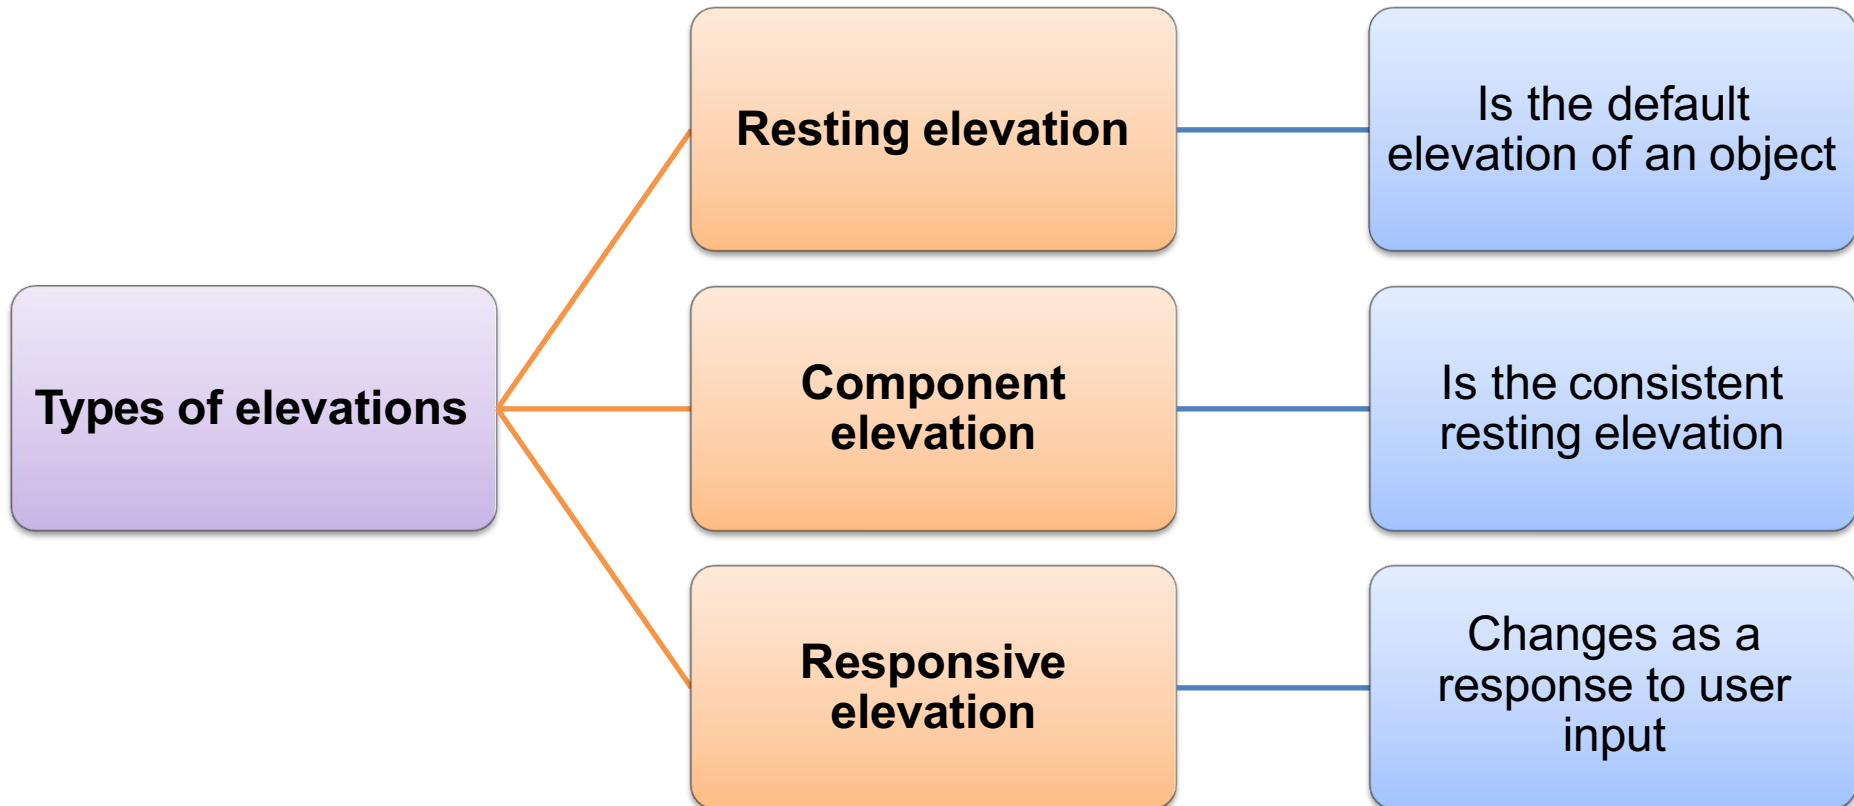 Resting elevation
Is the default
elevation of an object
Types of elevations
Component
elevation
Is the consistent
resting elevation
Responsive
elevation
Changes as a
response to user
input